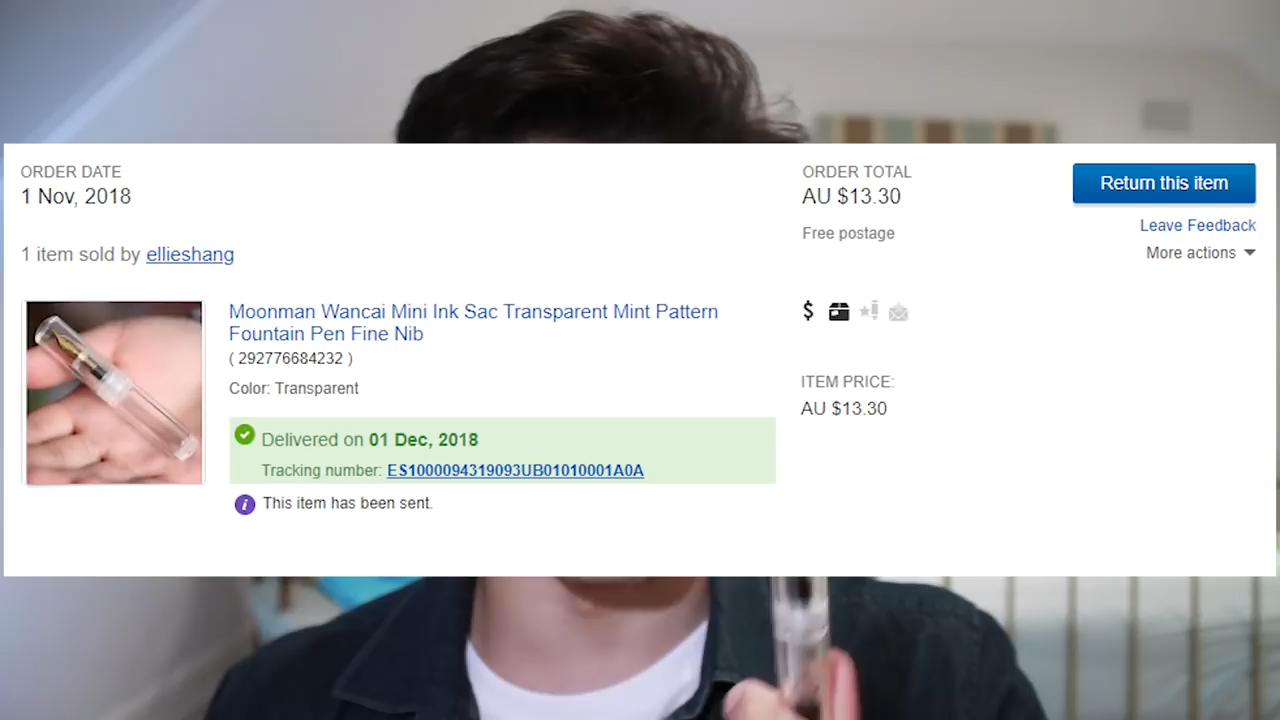 ORDER DATE
1 Nov, 2018
ORDER TOTAL
AU $13.30
Free postage
Return this item
Leave Feedback
More actions
1 item sold by ellieshang
Moonman Wancai Mini Ink Sac Transparent Mint Pattern
Fountain Pen Fine Nib
( 292776684232 )
Color: Transparent
Delivered on 01 Dec, 2018
Tracking number: ES1000094319093UB01010001A0A
This item has been sent.
ITEM PRICE:
AU $13.30